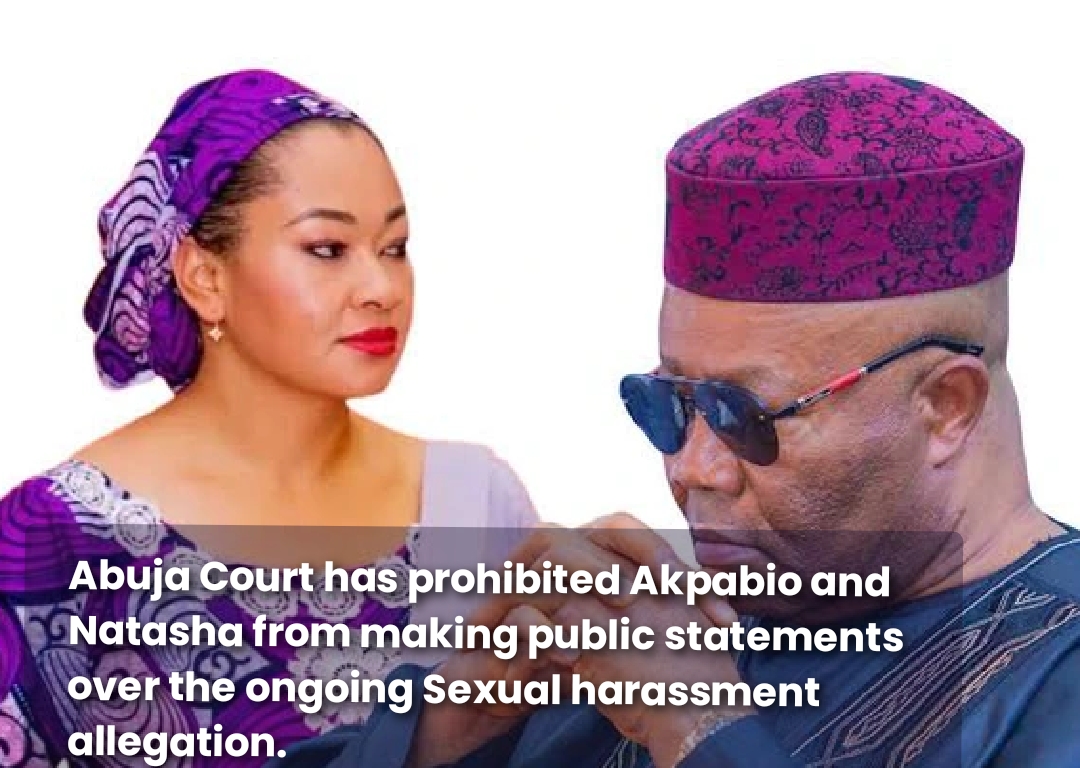 Abuja Court has prohibited Akpabio and
Natasha from making public statements
over the ongoing Sexual harassment
allegation.